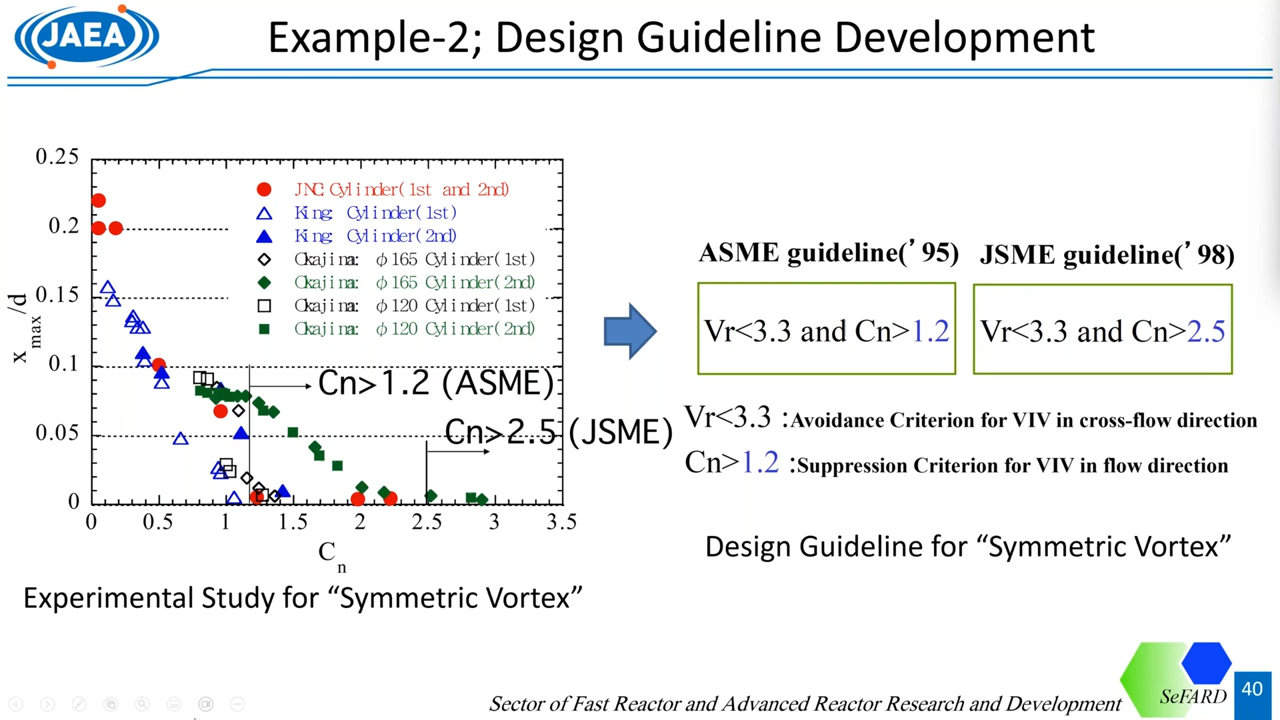 JAEA
Example-2; Design Guideline Development
0.25
0.2
0.15
0.1
0.05
0
x max /d
0 0.5 1 1.5 2 2.5 3 3.5
C n
JNC: Cylinder(1st and 2nd)
King: Cylinder(1st)
King: Cylinder(2nd)
Okajima: φ165 Cylinder(1st)
Okajima: φ165 Cylinder(2nd)
Okajima: φ120 Cylinder(1st)
Okajima: φ120 Cylinder(2nd)
Cn>1.2 (ASME)
Cn>2.5 (JSME)
Experimental Study for “Symmetric Vortex”
ASME guideline(’95) JSME guideline(’98)
Vr<3.3 and Cn>1.2 Vr<3.3 and Cn>2.5
Vr<3.3 :Avoidance Criterion for VIV in cross-flow direction
Cn>1.2 :Suppression Criterion for VIV in flow direction
Design Guideline for “Symmetric Vortex”
Sector of Fast Reactor and Advanced Reactor Research and Development
SeFARD
40